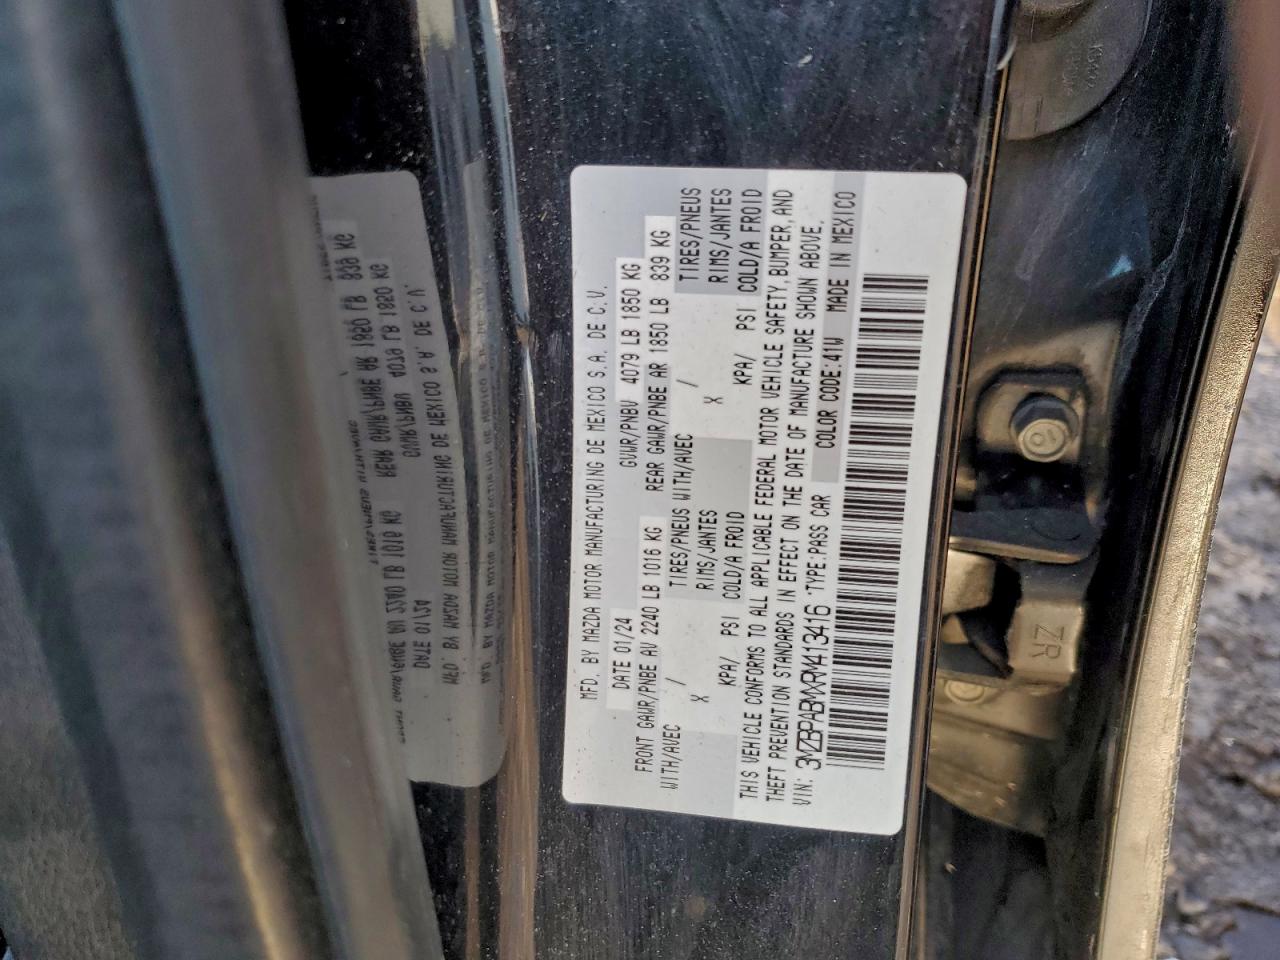 MFD. BY MAZDA MOTOR MANUFACTURING DE MEXICO S.A. DE C.V.
DATE 01/24 GVWR/PNBV 4079 LB 1850 KG
FRONT GAWR/PNBE AV 2240 LB 1016 KG REAR GAWR/PNBE AR 1850 LB 839 KG
WITH/AVEC / TIRES/PNEUS WITH/AVEC / TIRES/PNEUS
X RIMS/JANTES X RIMS/JANTES
KPA/ PSI COLD/A FROID KPA/ PSI COLD/A FROID
THIS VEHICLE CONFORMS TO ALL APPLICABLE FEDERAL MOTOR VEHICLE SAFETY, BUMPER, AND
THEFT PREVENTION STANDARDS IN EFFECT ON THE DATE OF MANUFACTURE SHOWN ABOVE.
VIN: 3MZBPABMXRM413416 TYPE:PASS CAR COLOR CODE:41W MADE IN MEXICO
ZR